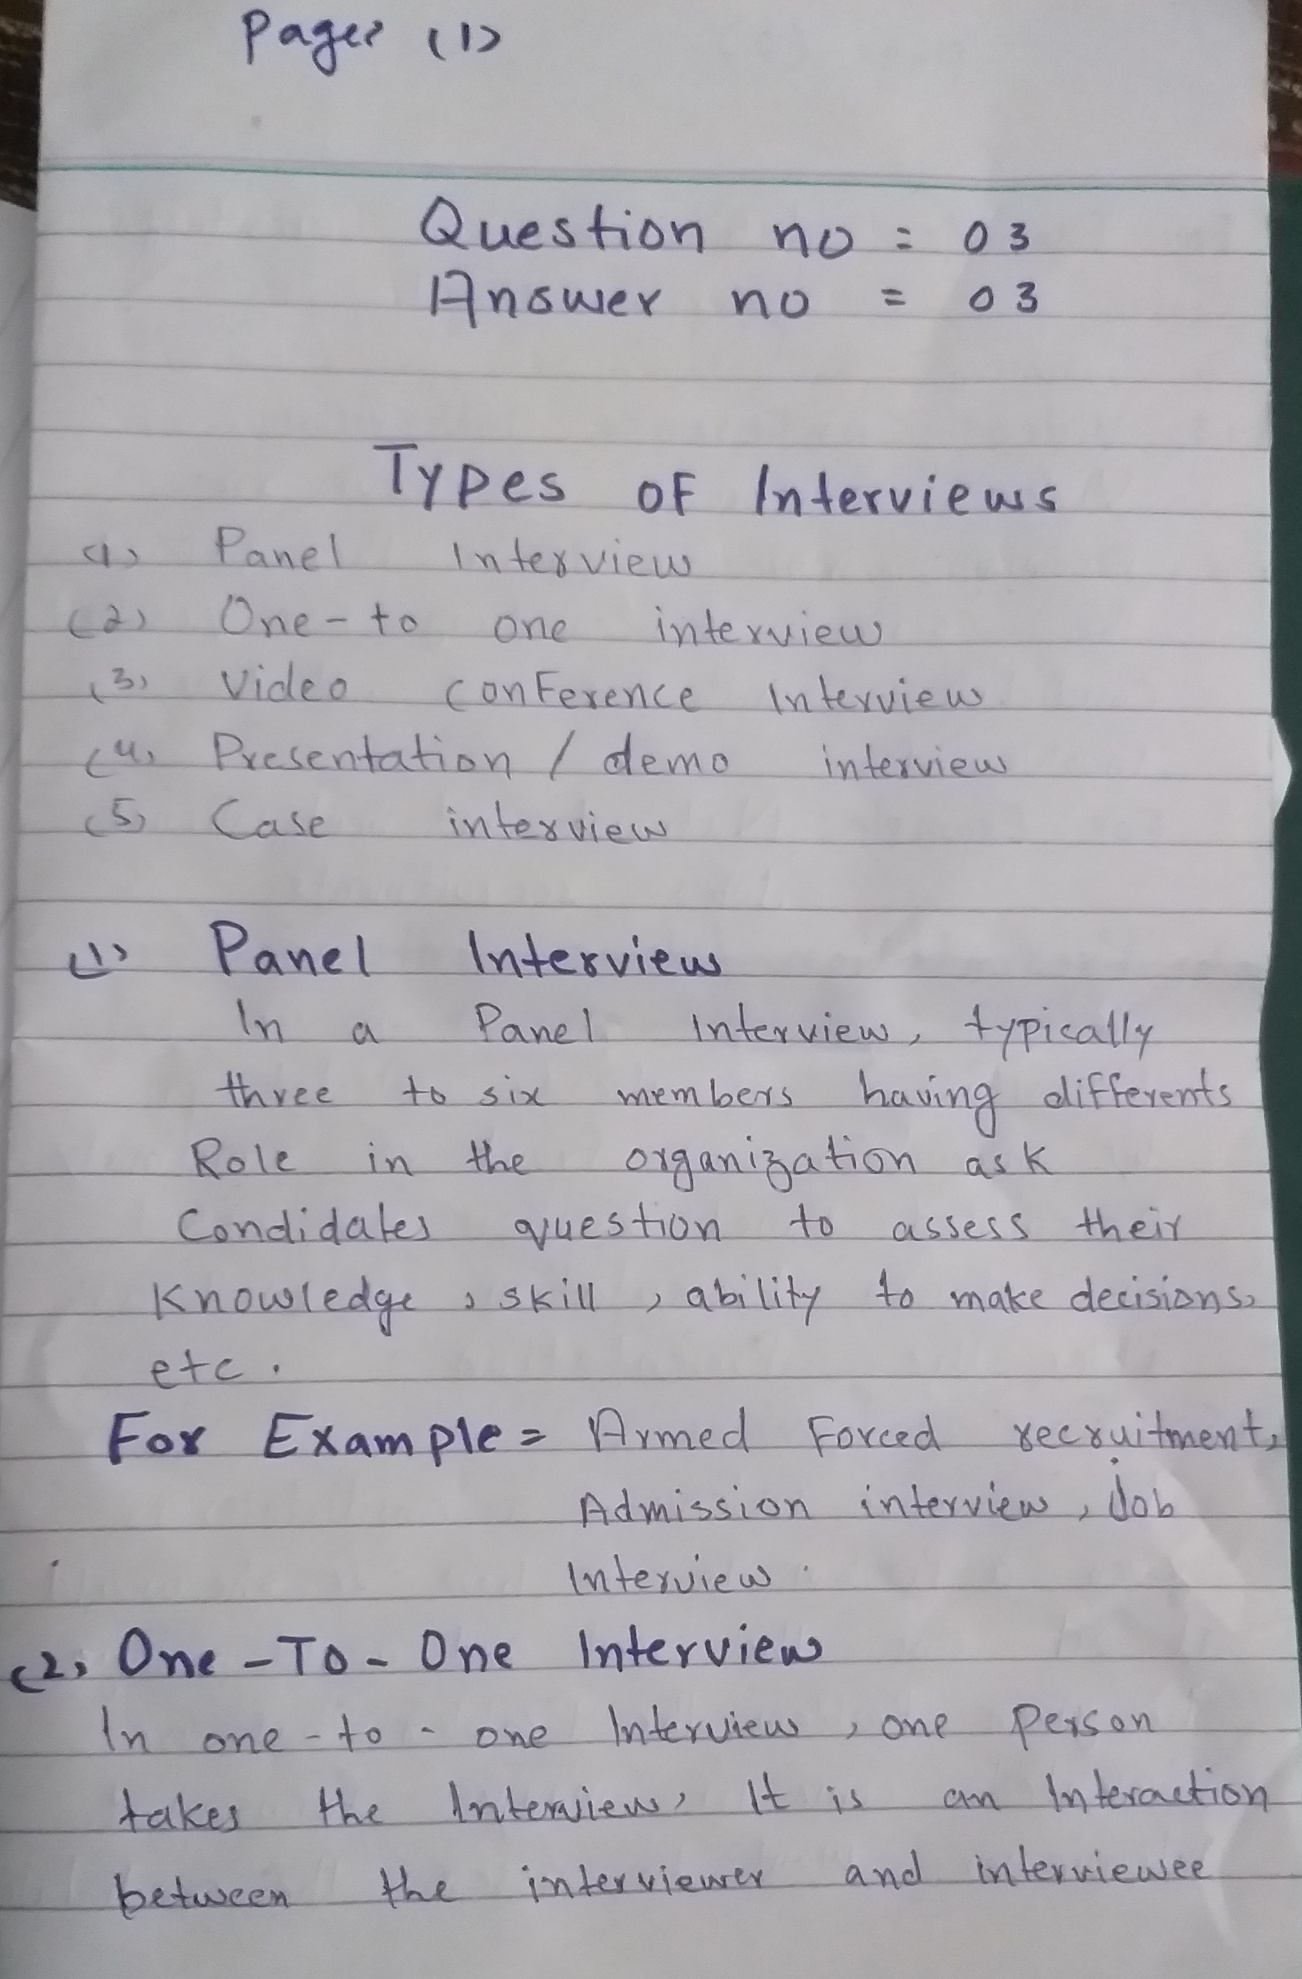 Page? (1)
Question no = 03
Answer no = 03
Types of Interviews
(1) Panel Interview
(2) One-to one interview
(3) Video Conference Interview
(4) Presentation / demo interview
(5) Case interview
(1) Panel Interview
In a Panel Interview, typically
three to six members having differents
Role in the organization ask
Condidates question to assess their
Knowledge, skill, ability to make decisions,
etc.
For Example = Armed Forced recruitment,
Admission interview, Job
Interview.
(2) One-To-One Interview
In one-to-one Interview, one Person
takes the Interview, It is an Interaction
between the interviewer and interviewee